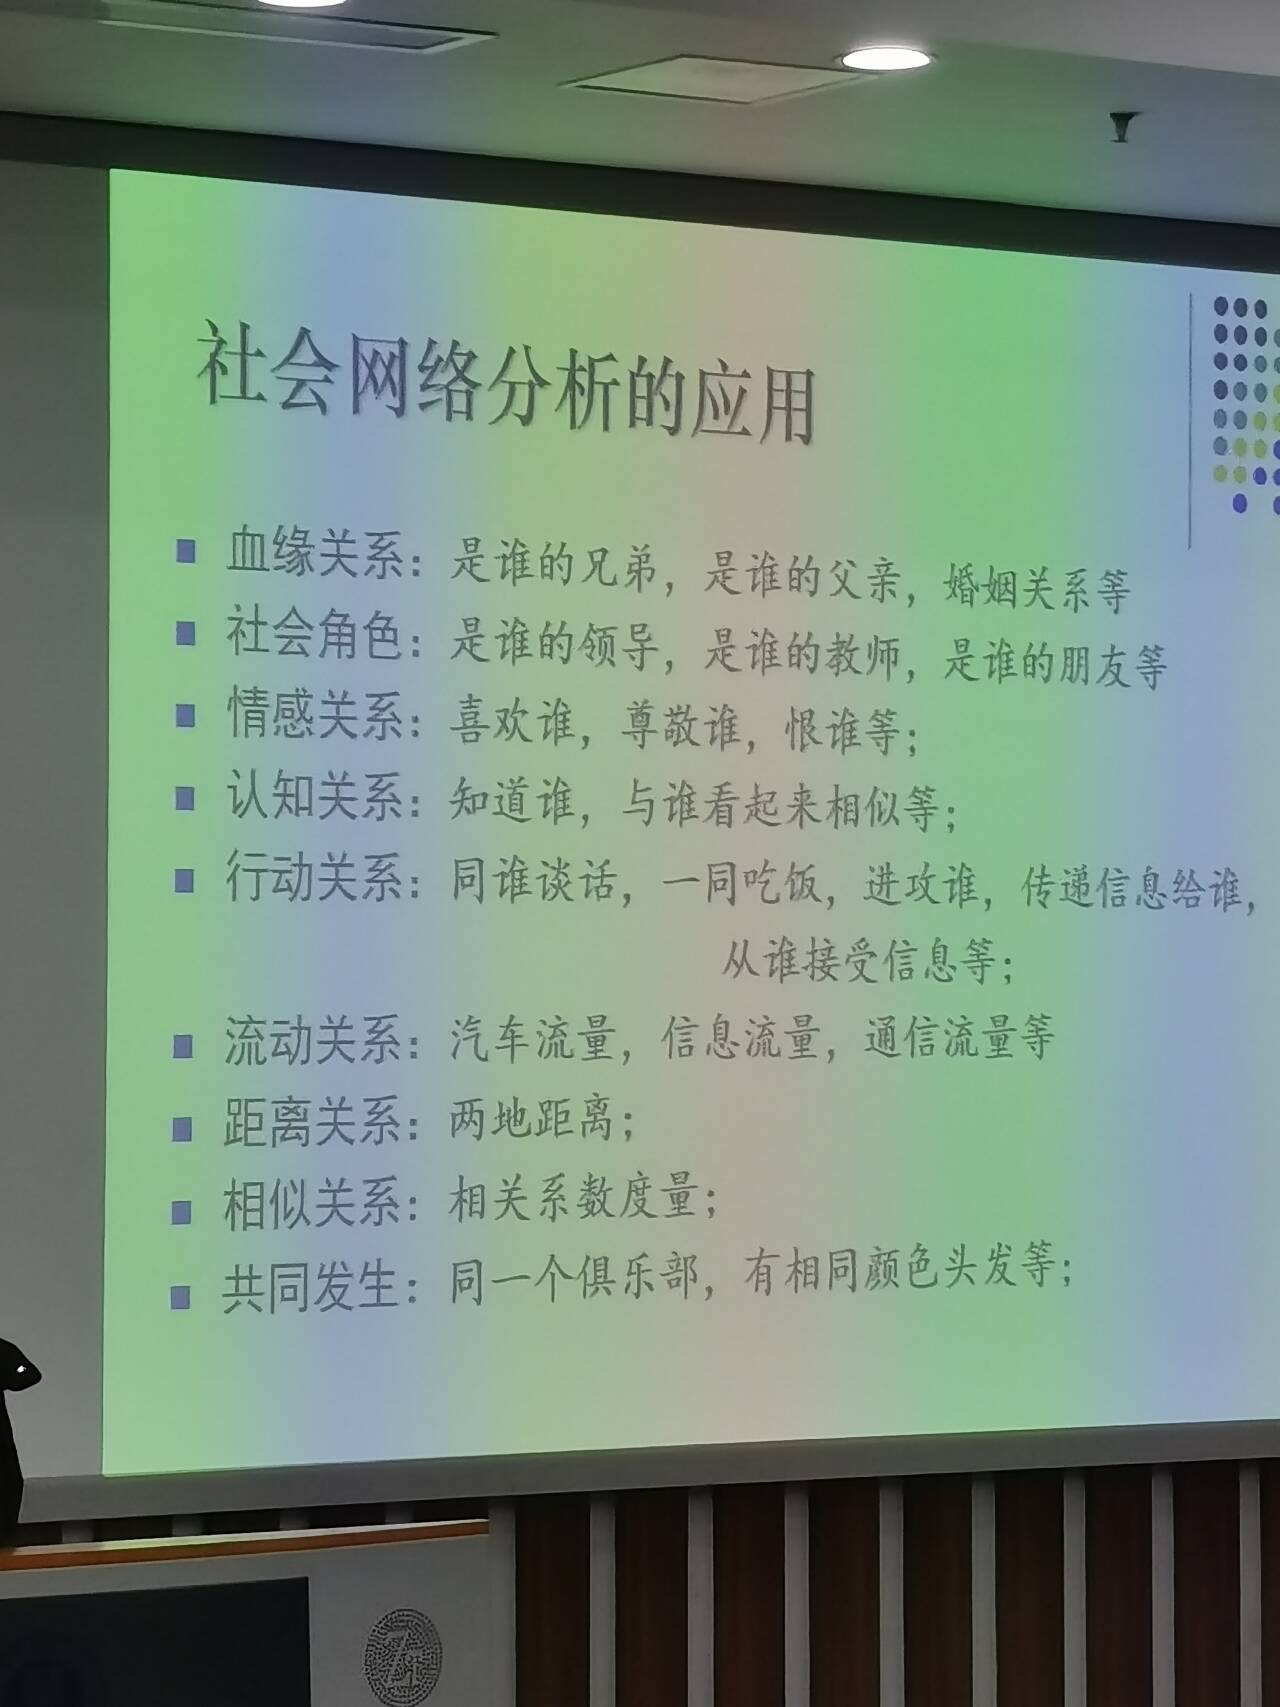 社会网络分析的应用
血缘关系：是谁的兄弟，是谁的父亲，婚姻关系等
社会角色：是谁的领导，是谁的教师，是谁的朋友等
情感关系：喜欢谁，尊敬谁，恨谁等；
认知关系：知道谁，与谁看起来相似等；
行动关系：同谁谈话，一同吃饭，进攻谁，传递信息给谁，
从谁接受信息等；
流动关系：汽车流量，信息流量，通信流量等
距离关系：两地距离；
相似关系：相关系数度量；
共同发生：同一个俱乐部，有相同颜色头发等；